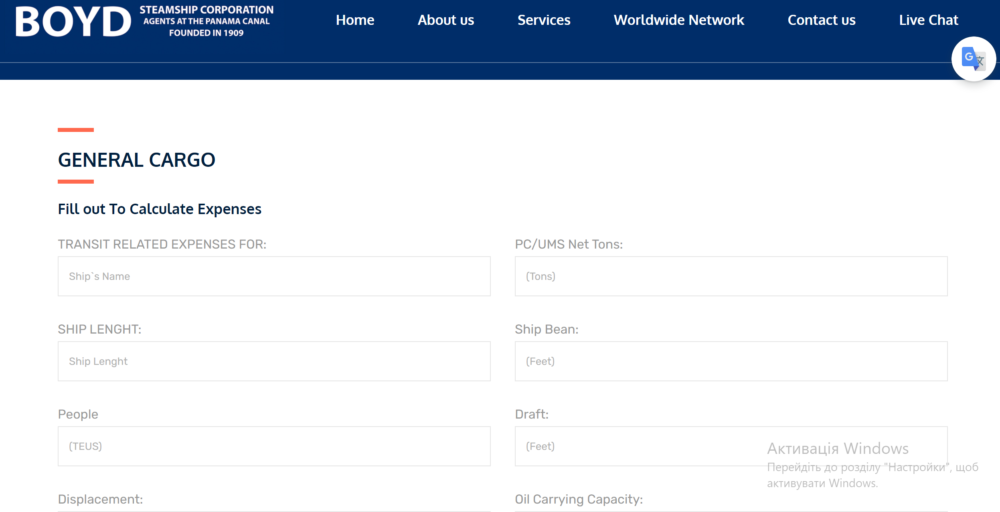 BOYD
STEAMSHIP CORPORATION
AGENTS AT THE PANAMA CANAL
FOUNDED IN 1909
Home
About us
Services
Worldwide Network
Contact us
Live Chat
G文
GENERAL CARGO
Fill out To Calculate Expenses
TRANSIT RELATED EXPENSES FOR:
PC/UMS Net Tons:
Ship`s Name
(Tons)
SHIP LENGHT:
Ship Bean:
Ship Lenght
(Feet)
People
Draft:
(TEUS)
(Feet)
Активація Windows
Перейдіть до розділу "Настройки", щоб
активувати Windows.
Displacement:
Oil Carrying Capacity: